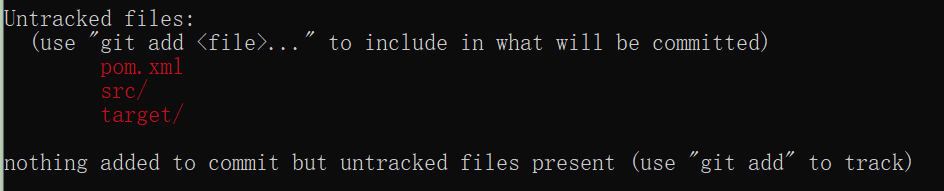 Untracked files:
(use "git add <file>..." to include in what will be committed)
pom.xml
src/
target/
nothing added to commit but untracked files present (use "git add" to track)